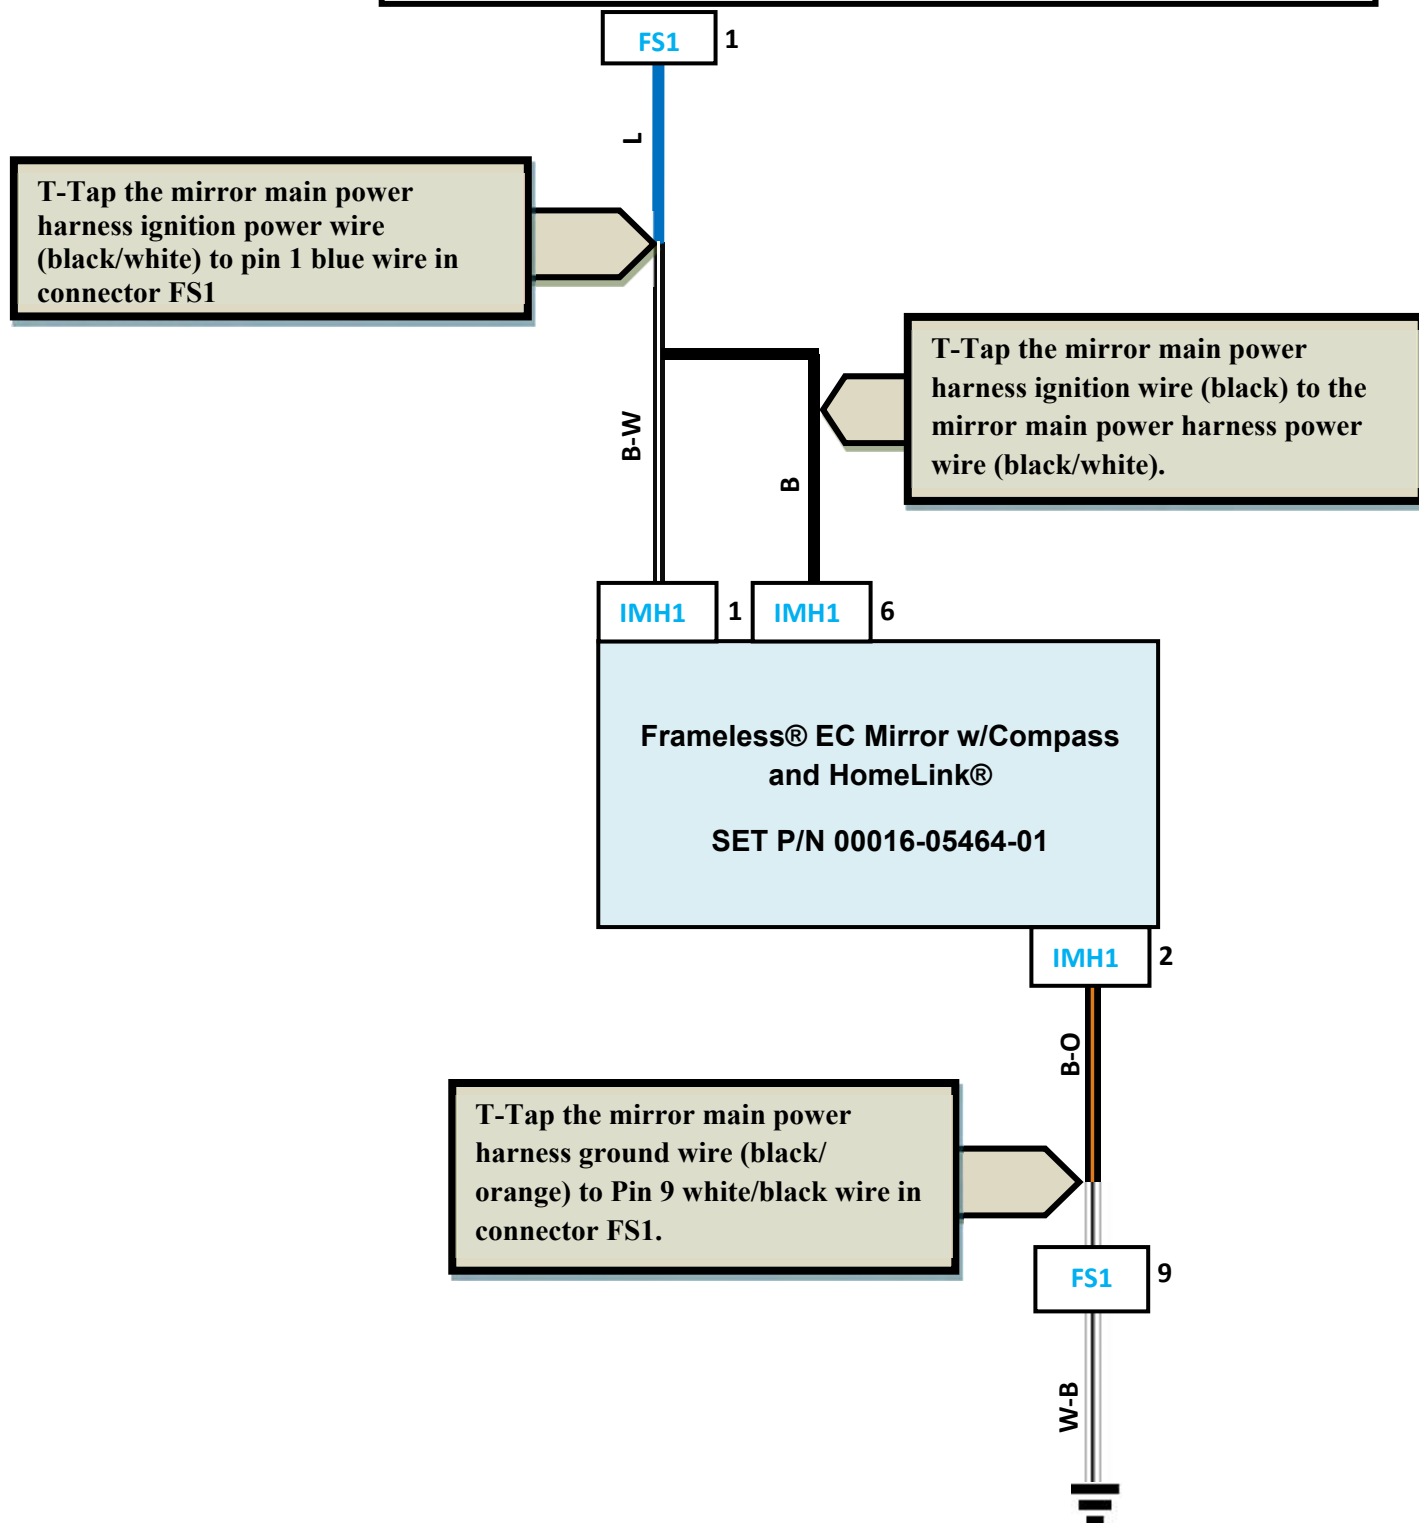 FS1 1
L
T-Tap the mirror main power
harness ignition power wire
(black/white) to pin 1 blue wire in
connector FS1
T-Tap the mirror main power
harness ignition wire (black) to the
mirror main power harness power
wire (black/white).
B-W
B
IMH1 1 IMH1 6
Frameless® EC Mirror w/Compass
and HomeLink®
SET P/N 00016-05464-01
IMH1 2
B-O
T-Tap the mirror main power
harness ground wire (black/
orange) to Pin 9 white/black wire in
connector FS1.
FS1 9
W-B